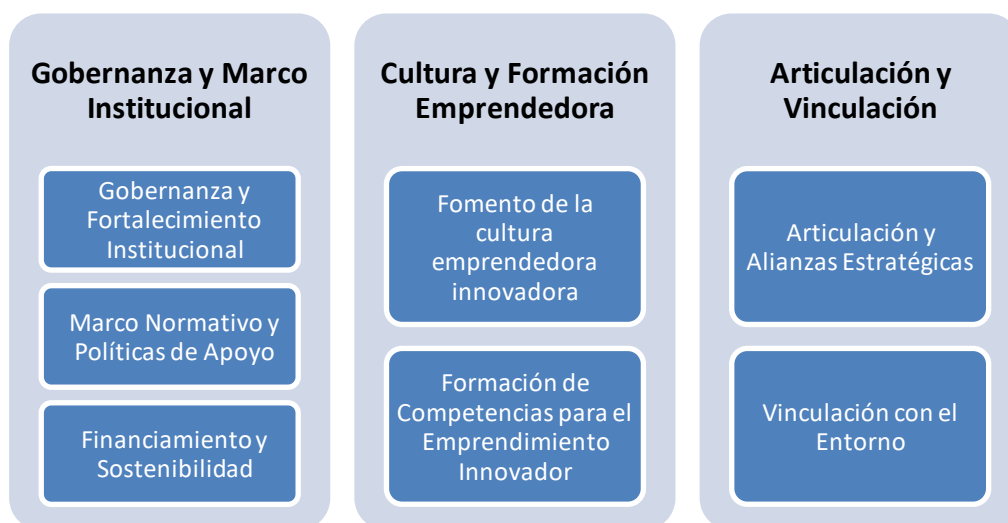 Gobernanza y Marco
Institucional
Gobernanza y
Fortalecimiento
Institucional
Marco Normativo y
Políticas de Apoyo
Financiamiento y
Sostenibilidad
Cultura y Formación
Emprendedora
Fomento de la
cultura
emprendedora
innovadora
Formación de
Competencias para el
Emprendimiento
Innovador
Articulación y
Vinculación
Articulación y
Alianzas Estratégicas
Vinculación con el
Entorno